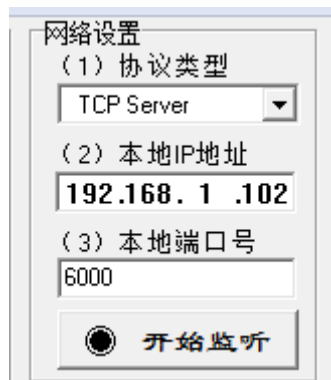 网络设置
（1）协议类型
TCP Server
（2）本地IP地址
192.168. 1 .102
（3）本地端口号
6000
开始监听